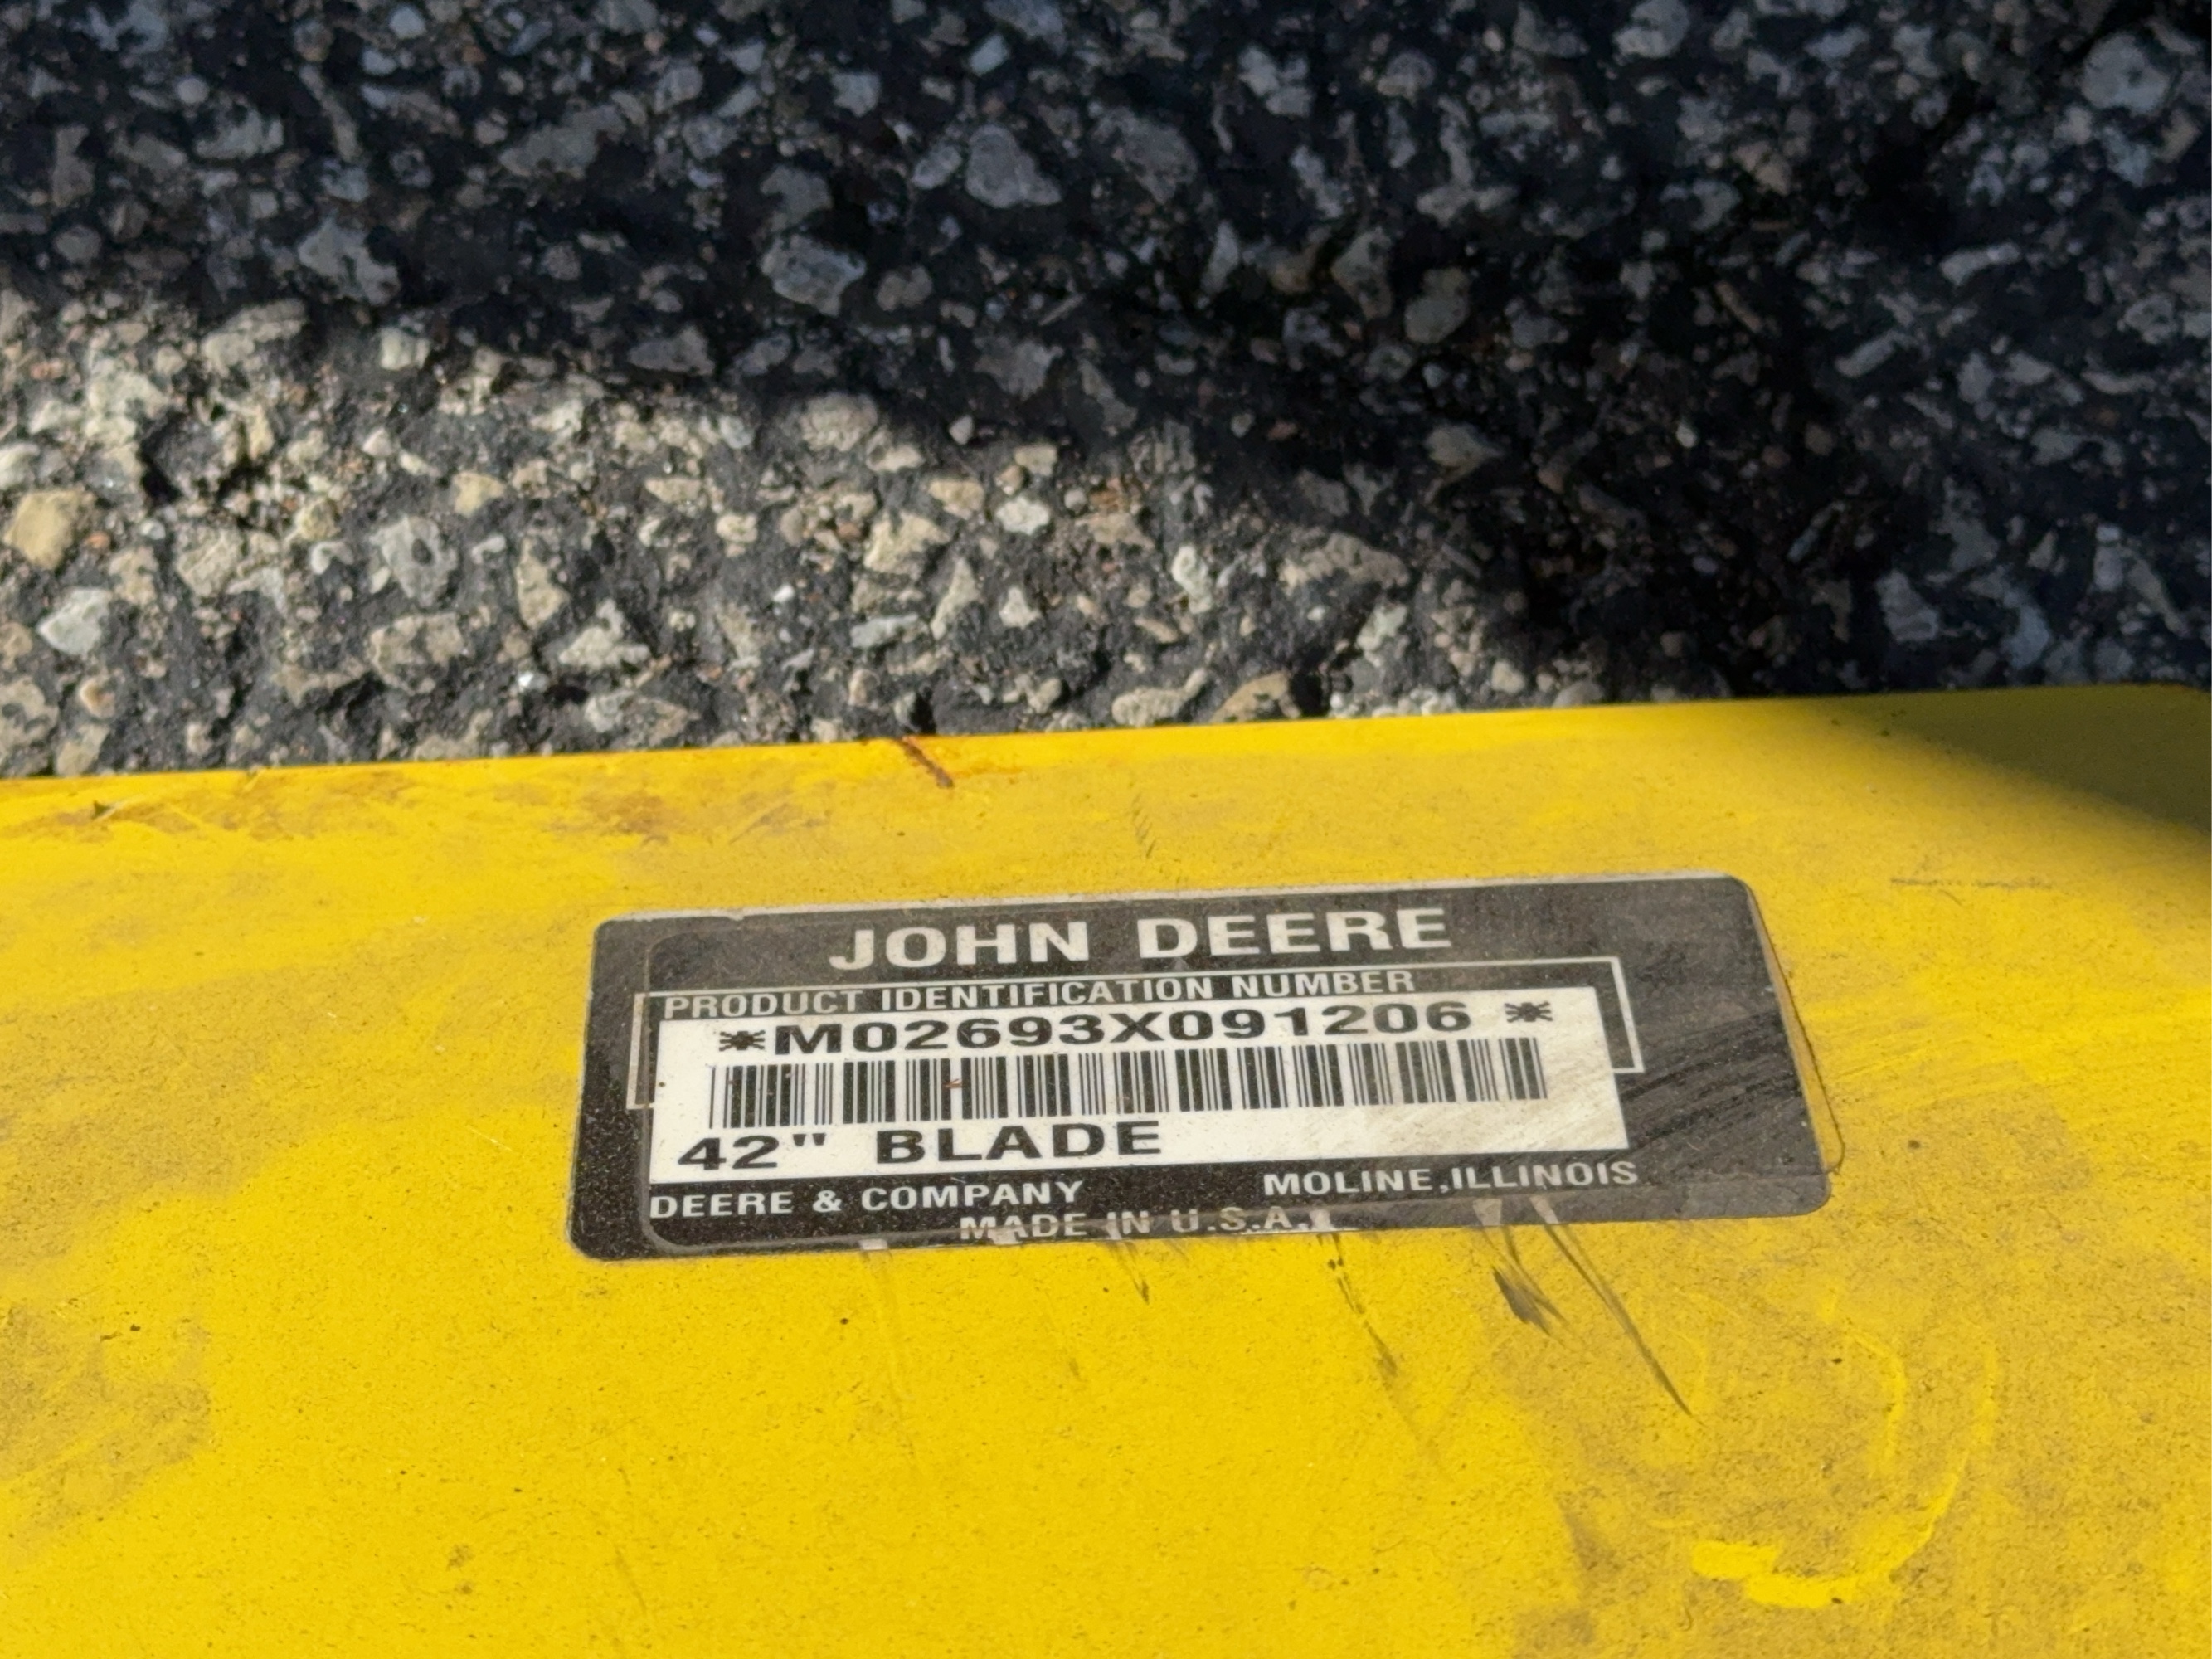 JOHN DEERE
PRODUCT IDENTIFICATION NUMBER
*M02693X091206 *
42" BLADE
DEERE & COMPANY MOLINE,ILLINOIS
MADE IN U.S.A.